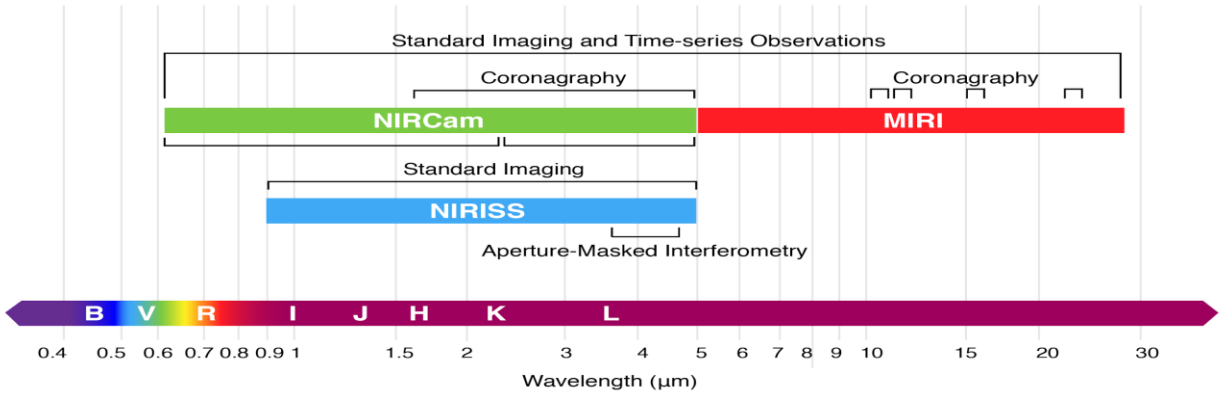 Standard Imaging and Time-series Observations
Coronagraphy Coronagraphy
NIRCam MIRI
Standard Imaging
NIRISS
Aperture-Masked Interferometry
B V R I J H K L
0.4 0.5 0.6 0.7 0.8 0.9 1 1.5 2 3 4 5 6 7 8 9 10 15 20 30
Wavelength (μm)